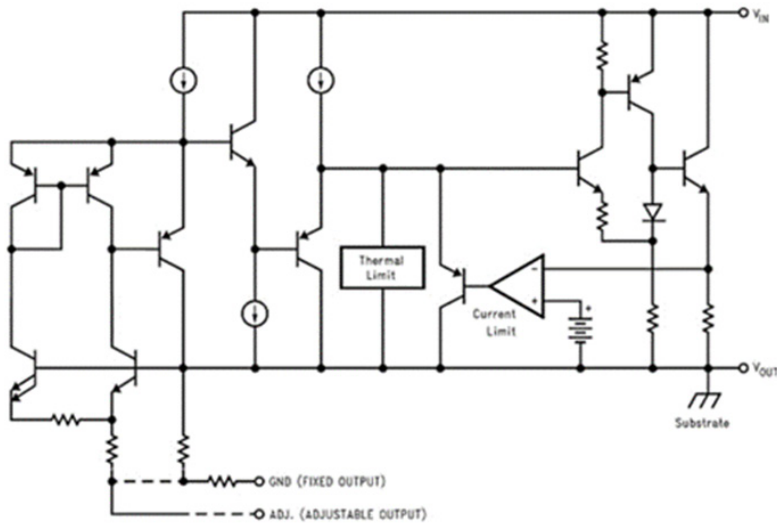 V_IN
Thermal
Limit
-
+
+
Current
Limit
V_OUT
Substrate
GND (FIXED OUTPUT)
ADJ. (ADJUSTABLE OUTPUT)